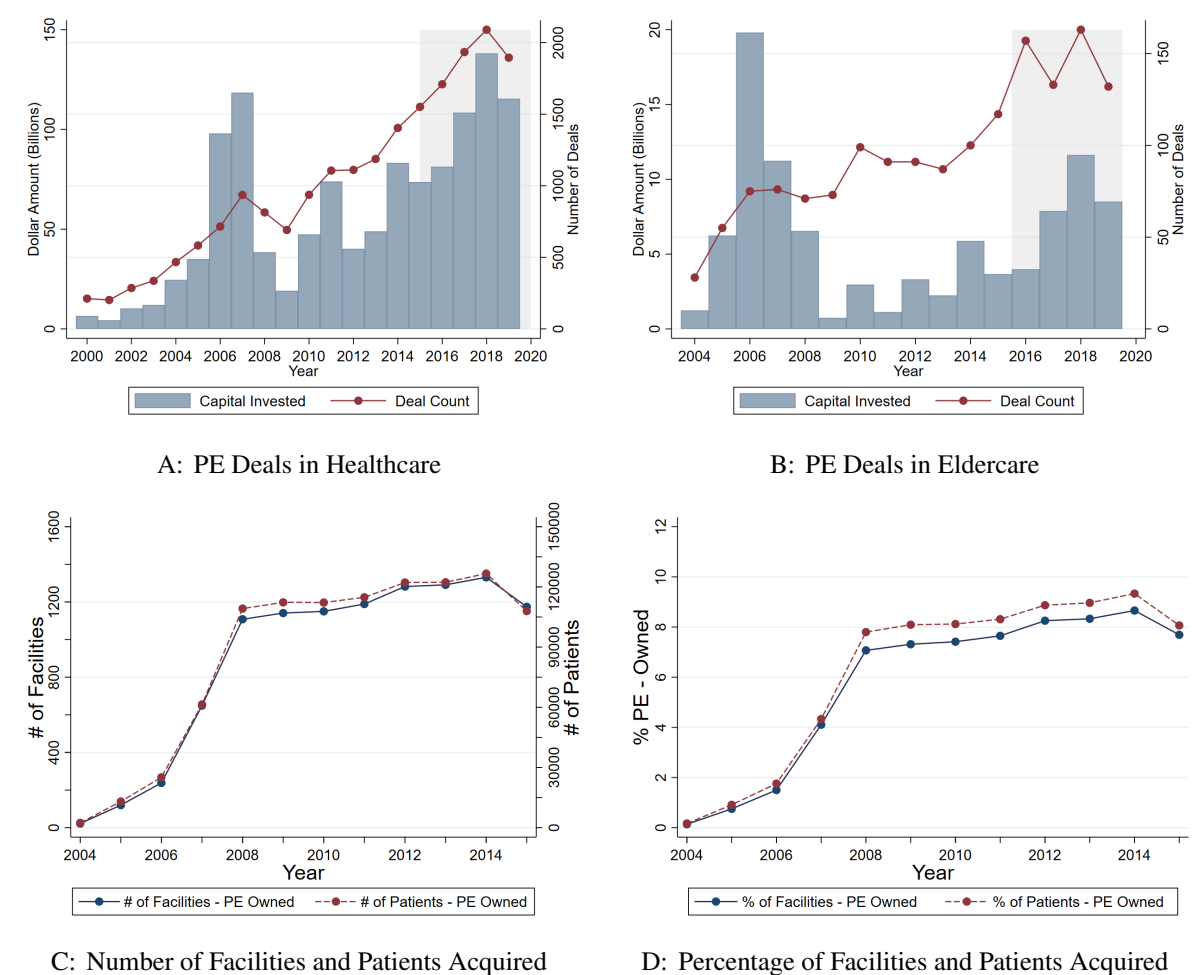 Dollar Amount (Billions)
0 50 100 150
Number of Deals
0 500 1000 1500 2000
2000 2002 2004 2006 2008 2010 2012 2014 2016 2018 2020
Year
Capital Invested Deal Count
A: PE Deals in Healthcare
Dollar Amount (Billions)
0 5 10 15 20
Number of Deals
0 50 100 150
2004 2006 2008 2010 2012 2014 2016 2018 2020
Year
Capital Invested Deal Count
B: PE Deals in Eldercare
# of Facilities
0 400 800 1200 1600
# of Patients
0 30000 60000 90000 120000 150000
2004 2006 2008 2010 2012 2014
Year
# of Facilities - PE Owned # of Patients - PE Owned
C: Number of Facilities and Patients Acquired
% PE - Owned
0 2 4 6 8 10 12
2004 2006 2008 2010 2012 2014
Year
% of Facilities - PE Owned % of Patients - PE Owned
D: Percentage of Facilities and Patients Acquired